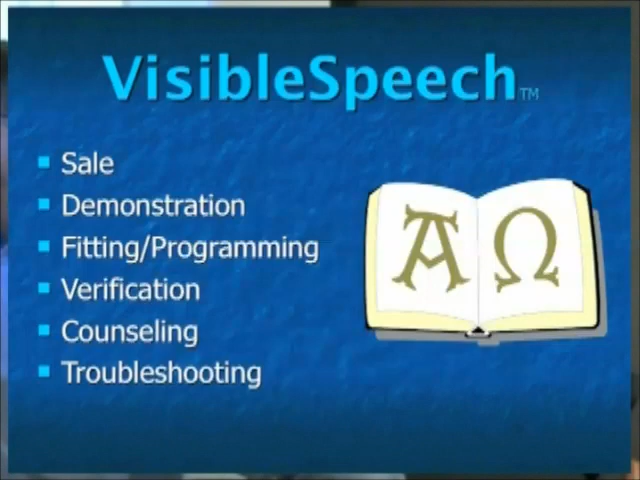 VisibleSpeech™
Sale
Demonstration
Fitting/Programming
Verification
Counseling
Troubleshooting
Α Ω